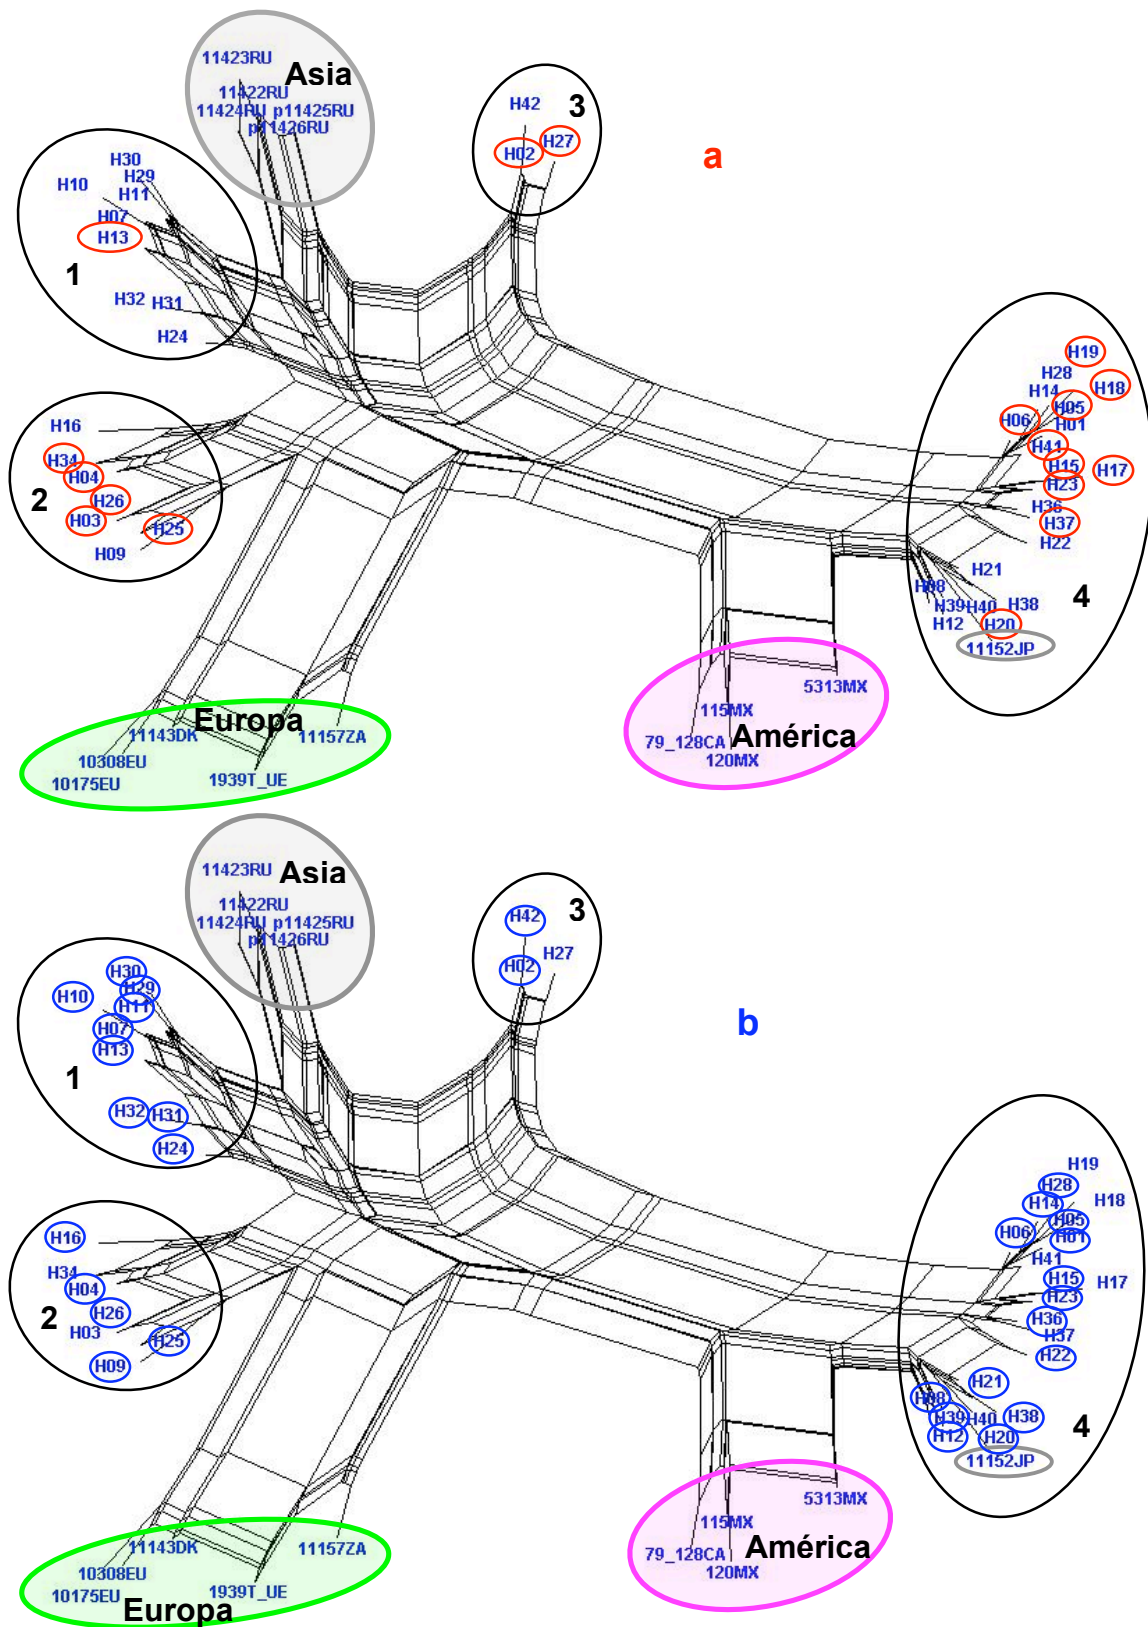 11423RU
Asia
11422RU
11424RU p11425RU
p11426RU
H42
3
H02
H27
a
H30
H29
H10
H11
H07
H13
1
H32
H31
H24
H16
H34
H04
2
H26
H03
H25
H09
H19
H28
H18
H14
H05
H06
H01
H41
H15
H17
H23
H36
H37
H22
H21
H08
H39
H40
H38
4
H12
H20
11152JP
5313MX
115MX
79_128CA
América
120MX
Europa
11143DK
11157ZA
10308EU
10175EU
1939T_UE
11423RU
Asia
11422RU
11424RU p11425RU
p11426RU
H42
3
H02
H27
b
H30
H29
H10
H11
H07
H13
1
H32
H31
H24
H16
H34
H04
2
H26
H03
H25
H09
H19
H28
H18
H14
H05
H06
H01
H41
H15
H17
H23
H36
H37
H22
H21
H08
H39
H40
H38
4
H12
H20
11152JP
5313MX
115MX
79_128CA
América
120MX
11143DK
11157ZA
10308EU
10175EU
1939T_UE
Europa